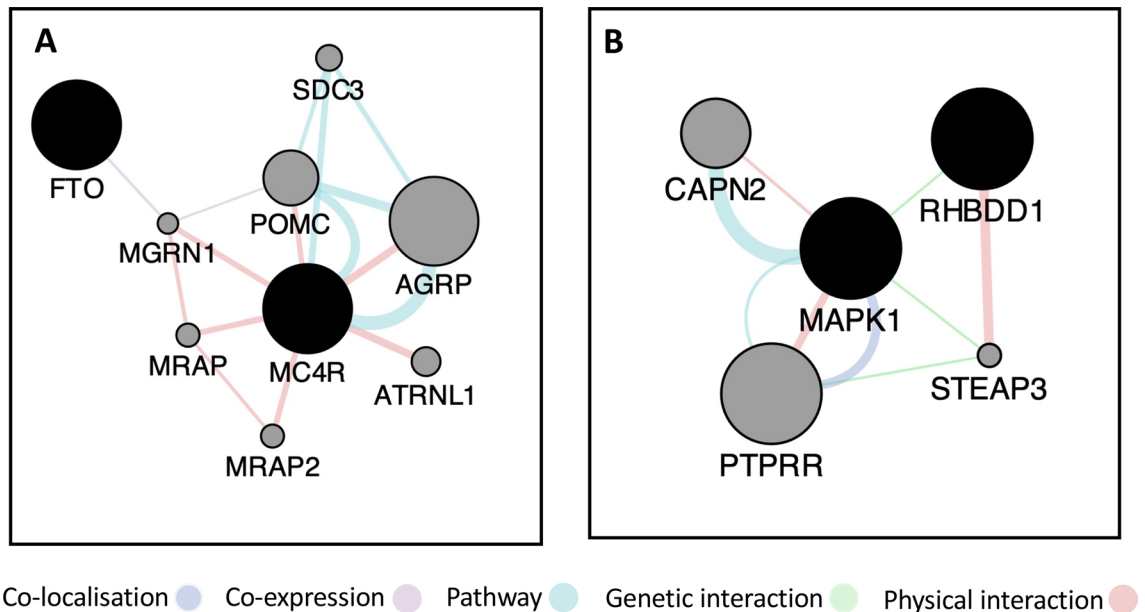 A
SDC3
FTO
POMC
MGRN1
AGRP
MRAP
MC4R
ATRNL1
MRAP2
B
CAPN2
RHBDD1
MAPK1
STEAP3
PTPRR
Co-localisation Co-expression Pathway Genetic interaction Physical interaction